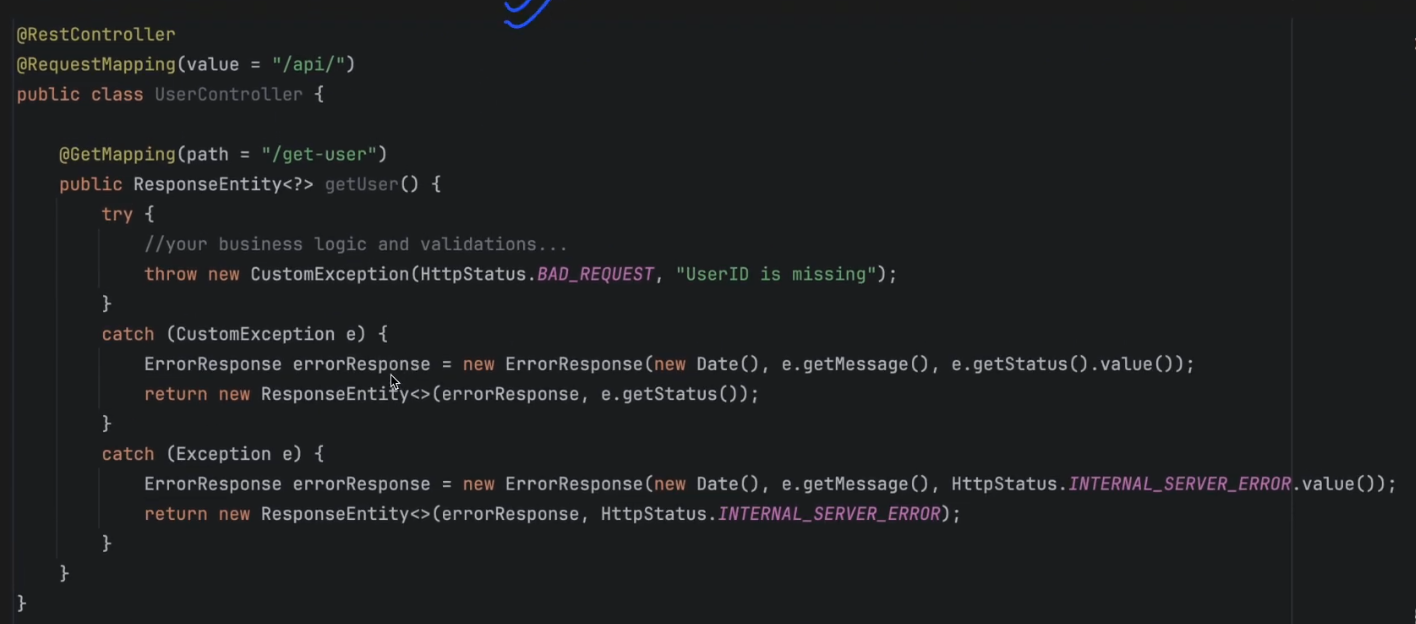 @RestController
@RequestMapping(value = "/api/")
public class UserController {
@GetMapping(path = "/get-user")
public ResponseEntity<?> getUser() {
try {
//your business logic and validations...
throw new CustomException(HttpStatus.BAD_REQUEST, "UserID is missing");
}
catch (CustomException e) {
ErrorResponse errorResponse = new ErrorResponse(new Date(), e.getMessage(), e.getStatus().value());
return new ResponseEntity<>(errorResponse, e.getStatus());
}
catch (Exception e) {
ErrorResponse errorResponse = new ErrorResponse(new Date(), e.getMessage(), HttpStatus.INTERNAL_SERVER_ERROR.value());
return new ResponseEntity<>(errorResponse, HttpStatus.INTERNAL_SERVER_ERROR);
}
}
}